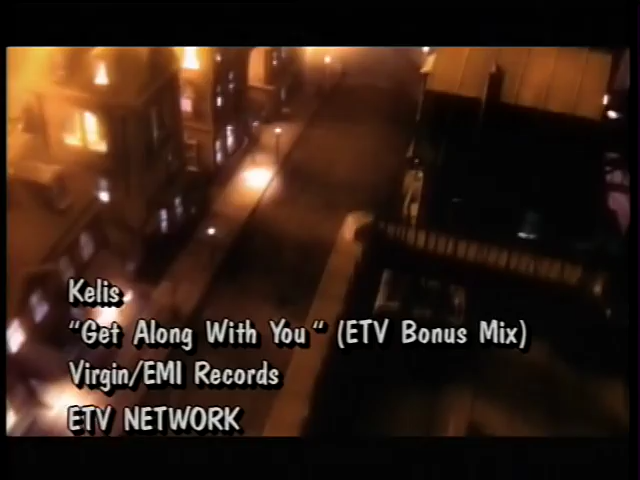 Kelis
"Get Along With You" (ETV Bonus Mix)
Virgin/EMI Records
ETV NETWORK